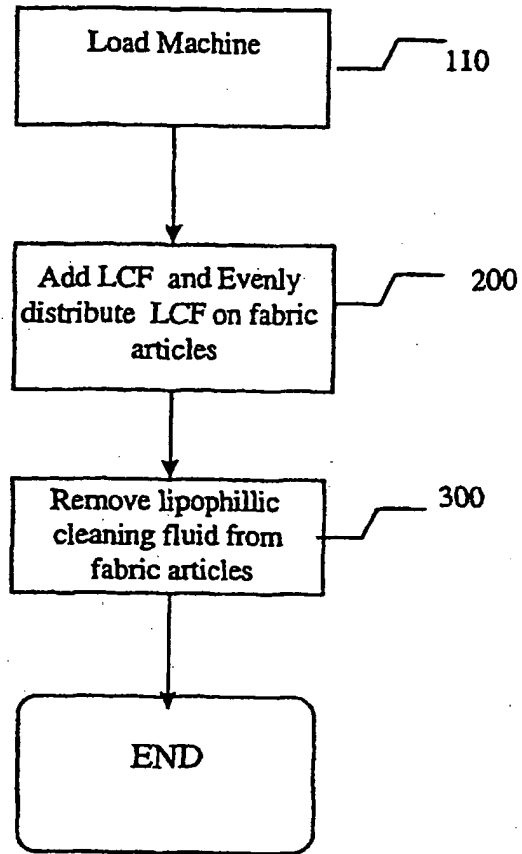 Load Machine
110
Add LCF and Evenly
distribute LCF on fabric
articles
200
Remove lipophillic
cleaning fluid from
fabric articles
300
END